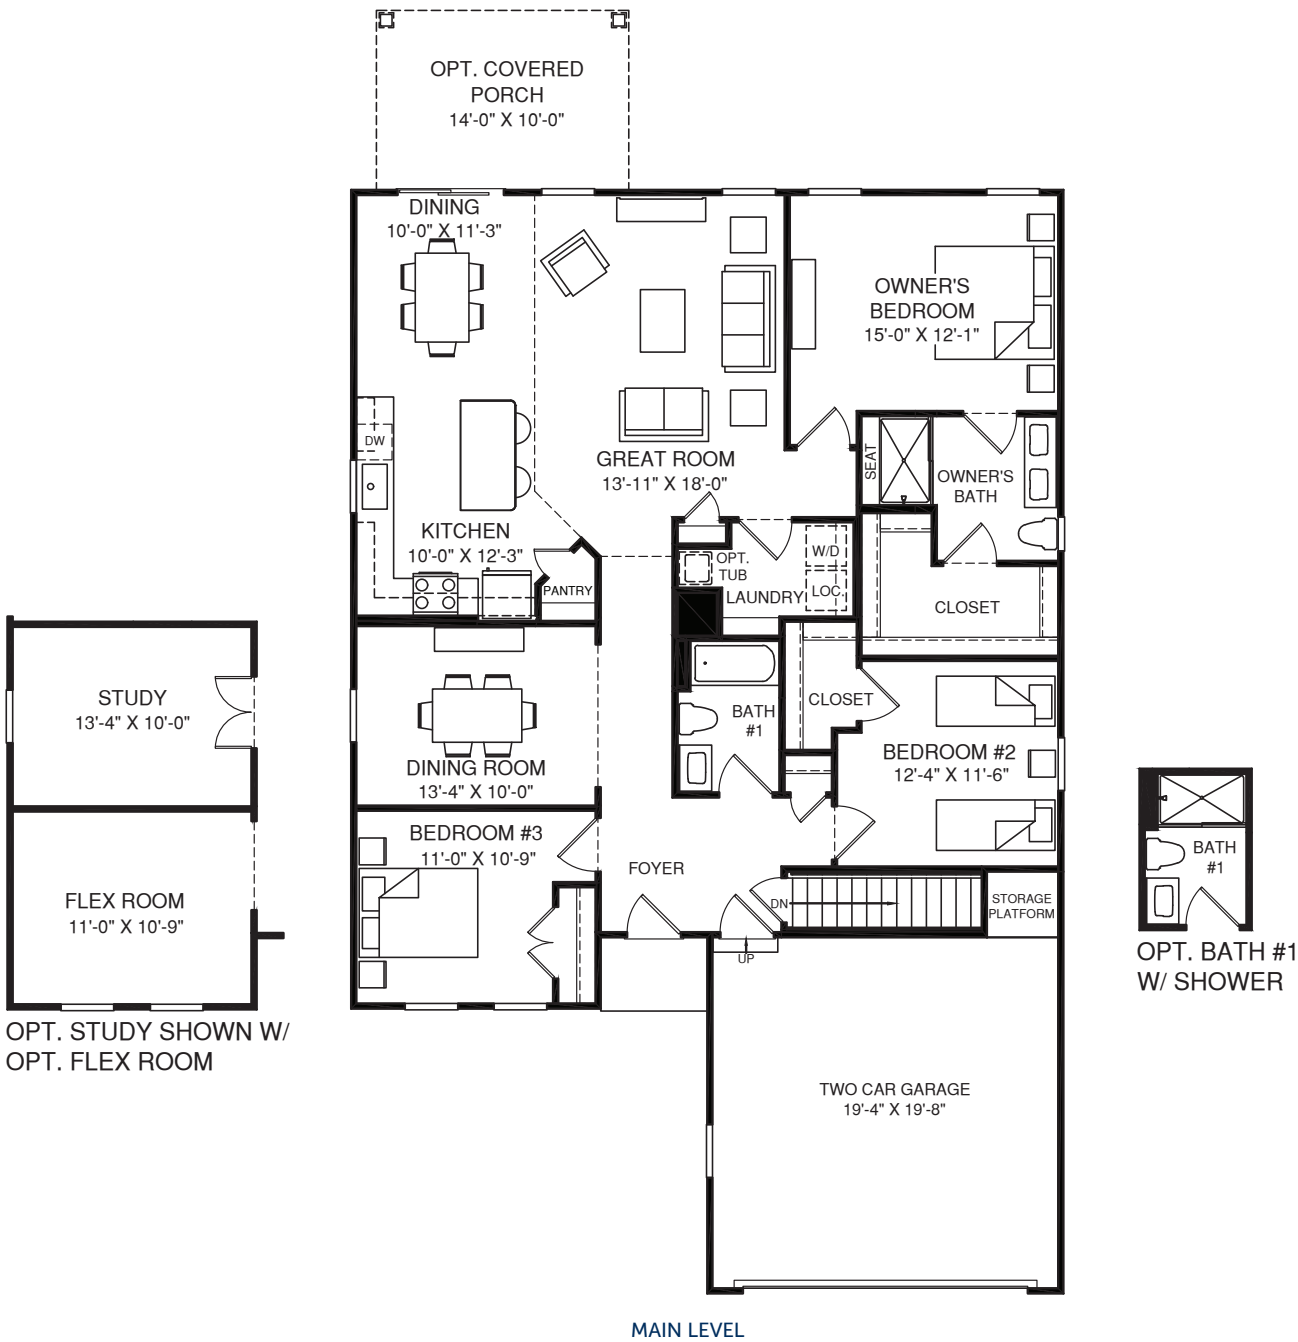 OPT. COVERED
PORCH
14'-0" X 10'-0"
DINING
10'-0" X 11'-3"
OWNER'S
BEDROOM
15'-0" X 12'-1"
DW
GREAT ROOM
13'-11" X 18'-0"
SEAT
OWNER'S
BATH
KITCHEN
10'-0" X 12'-3"
PANTRY
OPT.
TUB
W/D
LAUNDRY
LOC.
CLOSET
STUDY
13'-4" X 10'-0"
CLOSET
BATH
#1
BEDROOM #2
12'-4" X 11'-6"
DINING ROOM
13'-4" X 10'-0"
BEDROOM #3
11'-0" X 10'-9"
FOYER
DN
STORAGE
PLATFORM
UP
FLEX ROOM
11'-0" X 10'-9"
OPT. STUDY SHOWN W/
OPT. FLEX ROOM
BATH
#1
OPT. BATH #1
W/ SHOWER
TWO CAR GARAGE
19'-4" X 19'-8"
MAIN LEVEL